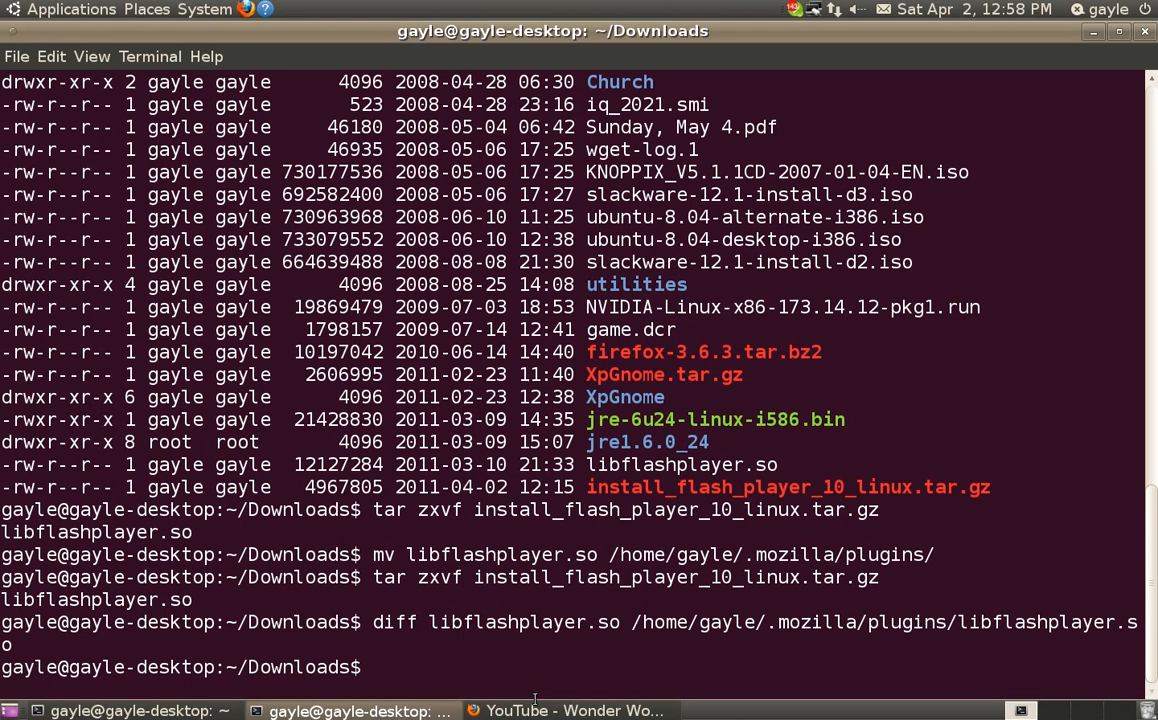 Applications Places System ? 143 Sat Apr 2, 12:58 PM gayle
gayle@gayle-desktop: ~/Downloads
File Edit View Terminal Help
drwxr-xr-x 2 gayle gayle 4096 2008-04-28 06:30 Church
-rw-r--r-- 1 gayle gayle 523 2008-04-28 23:16 iq_2021.smi
-rw-r--r-- 1 gayle gayle 46180 2008-05-04 06:42 Sunday, May 4.pdf
-rw-r--r-- 1 gayle gayle 46935 2008-05-06 17:25 wget-log.1
-rw-r--r-- 1 gayle gayle 730177536 2008-05-06 17:25 KNOPPIX_V5.1.1CD-2007-01-04-EN.iso
-rw-r--r-- 1 gayle gayle 692582400 2008-05-06 17:27 slackware-12.1-install-d3.iso
-rw-r--r-- 1 gayle gayle 730963968 2008-06-10 11:25 ubuntu-8.04-alternate-i386.iso
-rw-r--r-- 1 gayle gayle 733079552 2008-06-10 12:38 ubuntu-8.04-desktop-i386.iso
-rw-r--r-- 1 gayle gayle 664639488 2008-08-08 21:30 slackware-12.1-install-d2.iso
drwxr-xr-x 4 gayle gayle 4096 2008-08-25 14:08 utilities
-rw-r--r-- 1 gayle gayle 19869479 2009-07-03 18:53 NVIDIA-Linux-x86-173.14.12-pkg1.run
-rw-r--r-- 1 gayle gayle 1798157 2009-07-14 12:41 game.dcr
-rw-r--r-- 1 gayle gayle 10197042 2010-06-14 14:40 firefox-3.6.3.tar.bz2
-rw-r--r-- 1 gayle gayle 2606995 2011-02-23 11:40 XpGnome.tar.gz
drwxr-xr-x 6 gayle gayle 4096 2011-02-23 12:38 XpGnome
-rwxr-xr-x 1 gayle gayle 21428830 2011-03-09 14:35 jre-6u24-linux-i586.bin
drwxr-xr-x 8 root root 4096 2011-03-09 15:07 jre1.6.0_24
-rw-rw-r-- 1 gayle gayle 12127284 2011-03-10 21:33 libflashplayer.so
-rw-r--r-- 1 gayle gayle 4967805 2011-04-02 12:15 install_flash_player_10_linux.tar.gz
gayle@gayle-desktop:~/Downloads$ tar zxvf install_flash_player_10_linux.tar.gz
libflashplayer.so
gayle@gayle-desktop:~/Downloads$ mv libflashplayer.so /home/gayle/.mozilla/plugins/
gayle@gayle-desktop:~/Downloads$ tar zxvf install_flash_player_10_linux.tar.gz
libflashplayer.so
gayle@gayle-desktop:~/Downloads$ diff libflashplayer.so /home/gayle/.mozilla/plugins/libflashplayer.s
o
gayle@gayle-desktop:~/Downloads$
gayle@gayle-desktop: ~ gayle@gayle-desktop: ... YouTube - Wonder Wo...